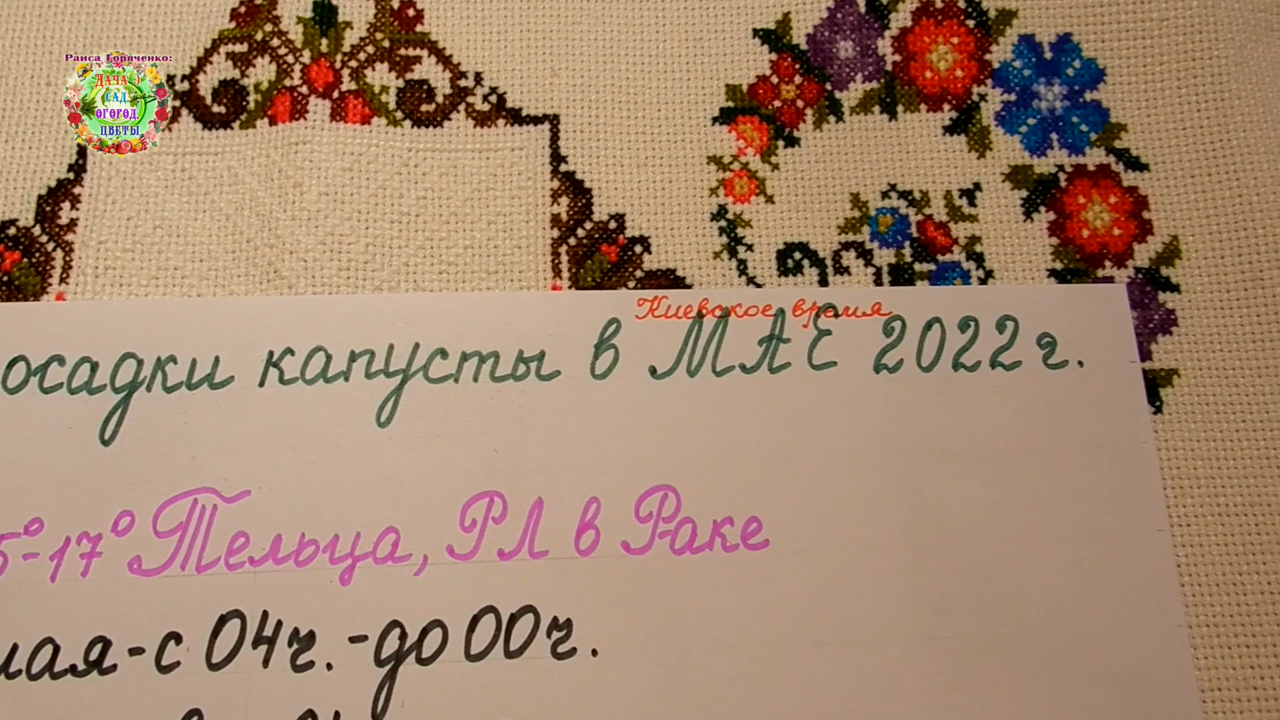 Раиса Горяченко:
ДАЧА
САД,
ОГОРОД,
ЦВЕТЫ
Киевское время
осадки капусты в МАЕ 2022г.
5°-17° Тельца, РЛ в Раке
мая-с 04ч.-до 00ч.